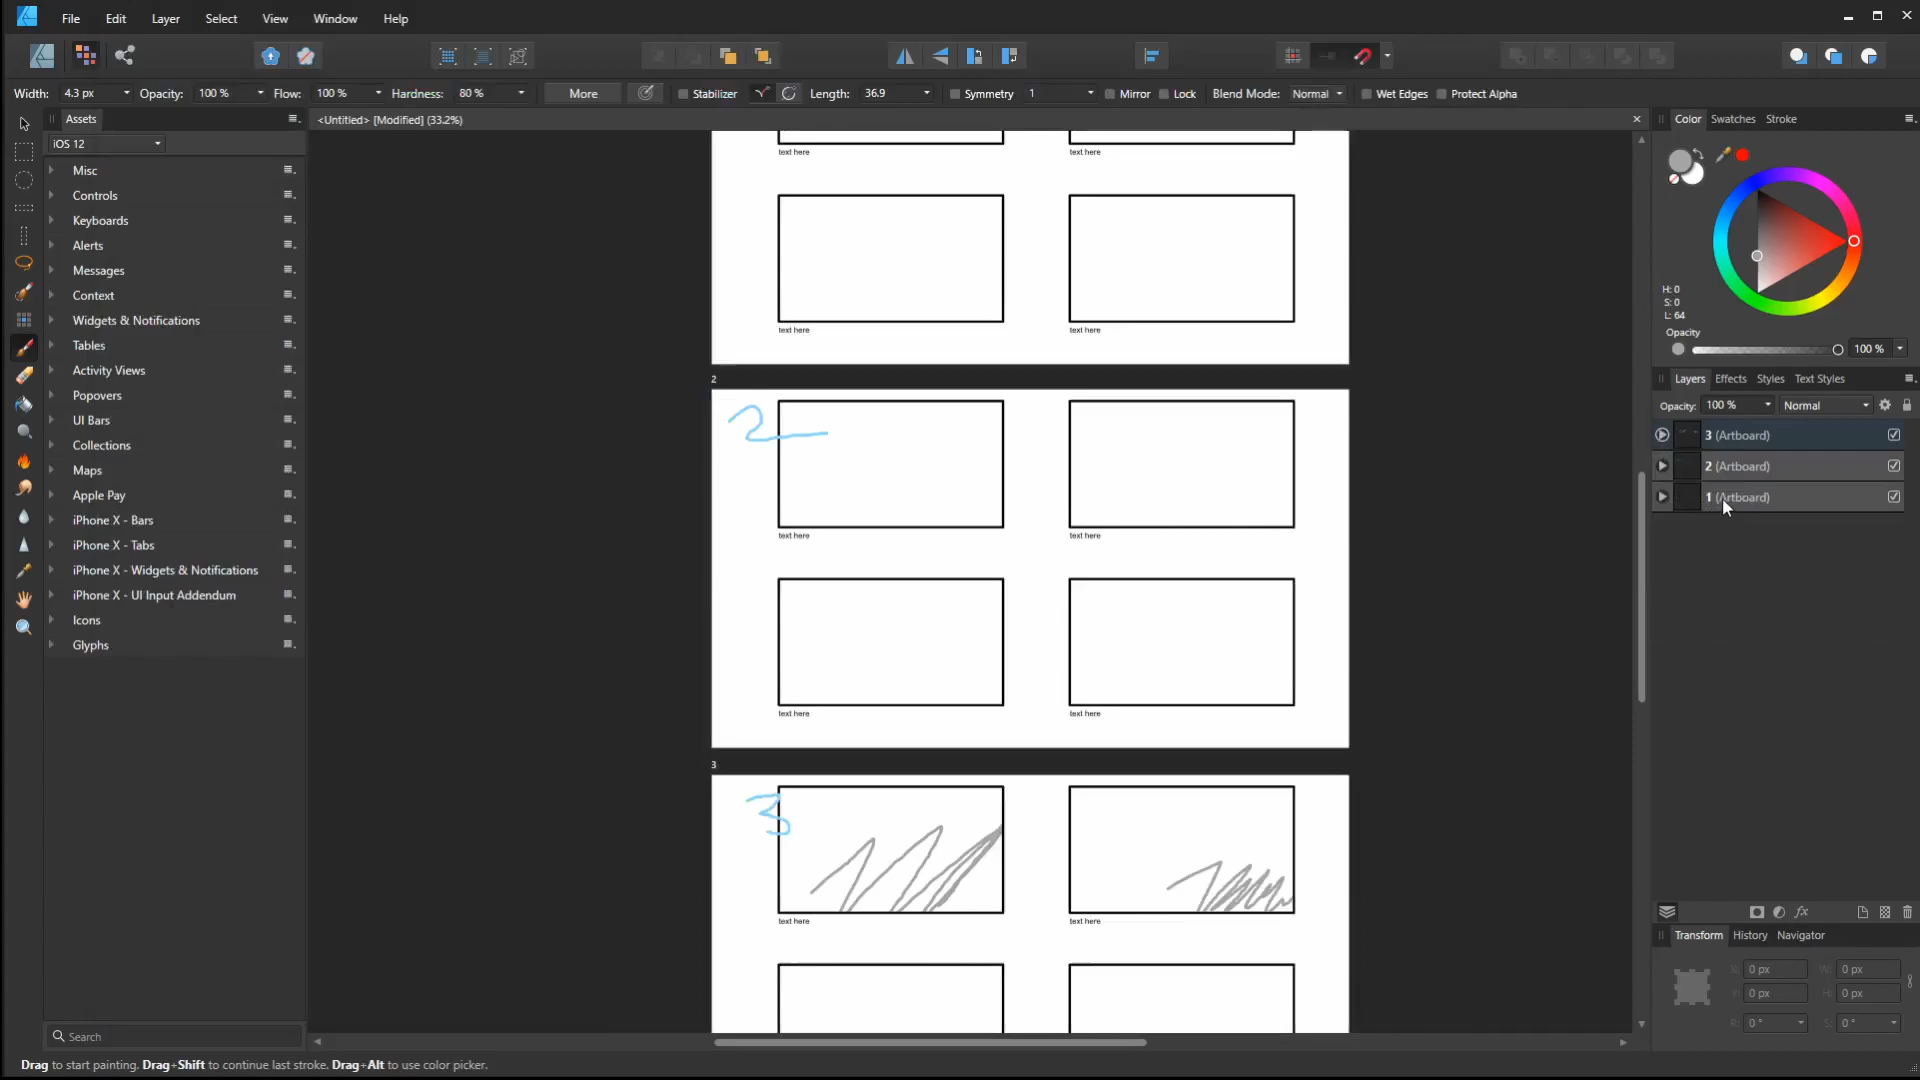 File Edit Layer Select View Window Help
Width: 4.3 px Opacity: 100 % Flow: 100 % Hardness: 80 % More Stabilizer Length: 36.9 Symmetry 1 Mirror Lock Blend Mode: Normal Wet Edges Protect Alpha
Assets
<Untitled> [Modified] (33.2%)
iOS 12
Misc
Controls
Keyboards
Alerts
Messages
Context
Widgets & Notifications
Tables
Activity Views
Popovers
UI Bars
Collections
Maps
Apple Pay
iPhone X - Bars
iPhone X - Tabs
iPhone X - Widgets & Notifications
iPhone X - UI Input Addendum
Icons
Glyphs
Search
text here text here
text here text here
2
2
text here text here
text here text here
3
3
text here text here
Color Swatches Stroke
H: 0
S: 0
L: 64
Opacity
100 %
Layers Effects Styles Text Styles
Opacity: 100 % Normal
3 (Artboard)
2 (Artboard)
1 (Artboard)
fx
Transform History Navigator
X: 0 px W: 0 px
Y: 0 px H: 0 px
R: 0 ° S: 0 °
Drag to start painting. Drag+Shift to continue last stroke. Drag+Alt to use color picker.